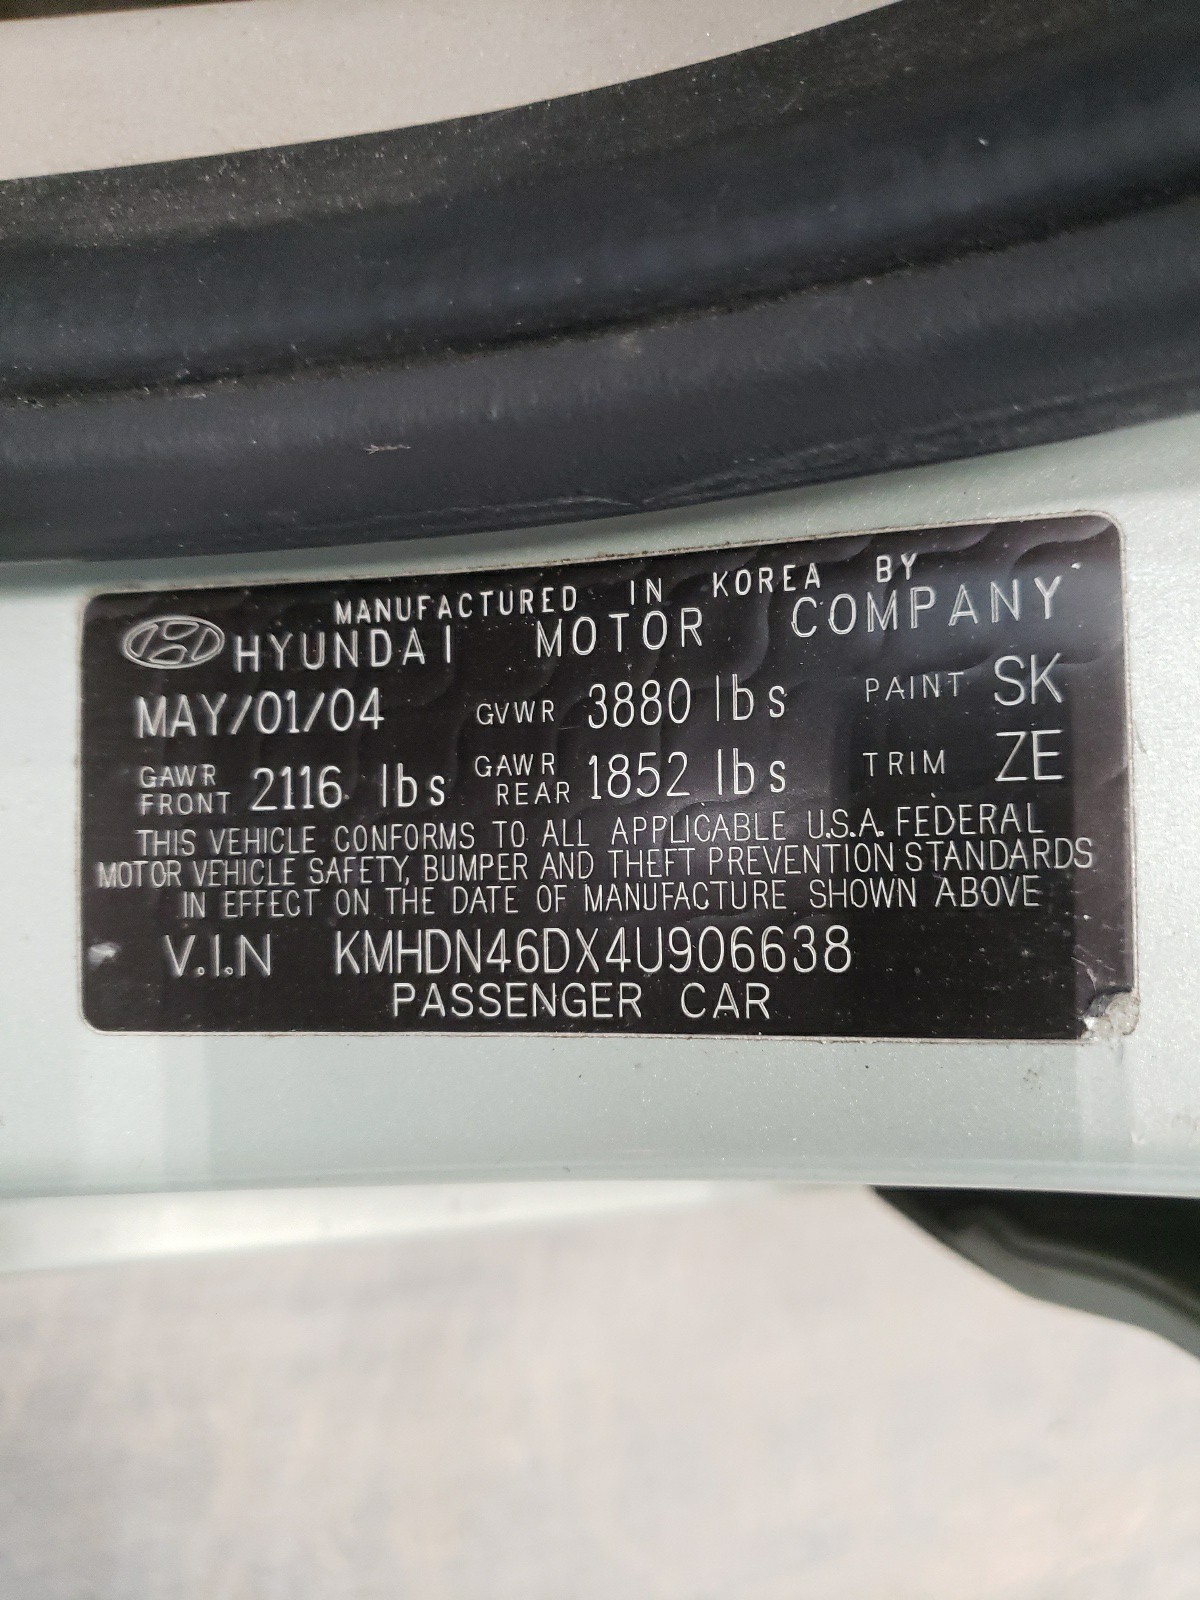 MANUFACTURED IN KOREA BY
HYUNDAI MOTOR COMPANY
MAY/01/04 GVWR 3880 lbs PAINT SK
GAWR FRONT 2116 lbs GAWR REAR 1852 lbs TRIM ZE
THIS VEHICLE CONFORMS TO ALL APPLICABLE U.S.A. FEDERAL
MOTOR VEHICLE SAFETY, BUMPER AND THEFT PREVENTION STANDARDS
IN EFFECT ON THE DATE OF MANUFACTURE SHOWN ABOVE
V.I.N KMHDN46DX4U906638
PASSENGER CAR